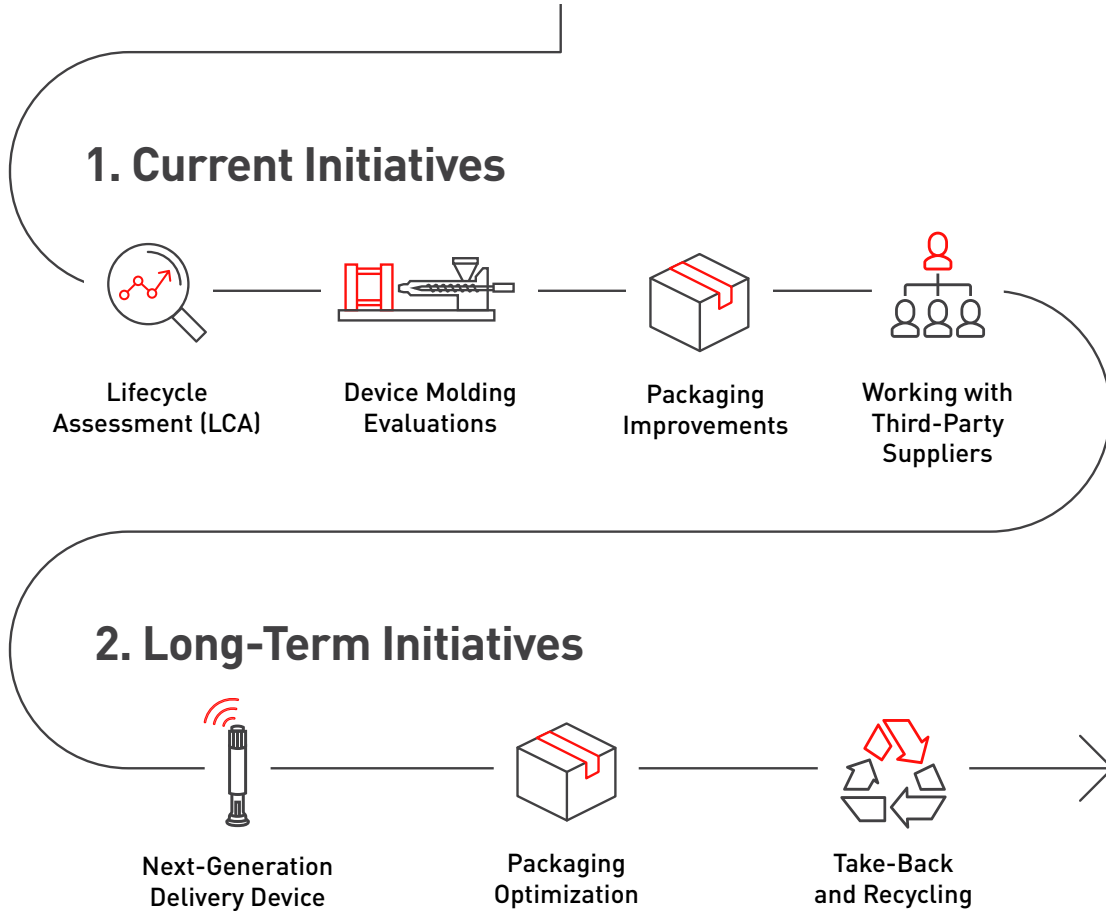 1. Current Initiatives
Lifecycle
Assessment (LCA)
Device Molding
Evaluations
Packaging
Improvements
Working with
Third-Party
Suppliers
2. Long-Term Initiatives
Next-Generation
Delivery Device
Packaging
Optimization
Take-Back
and Recycling